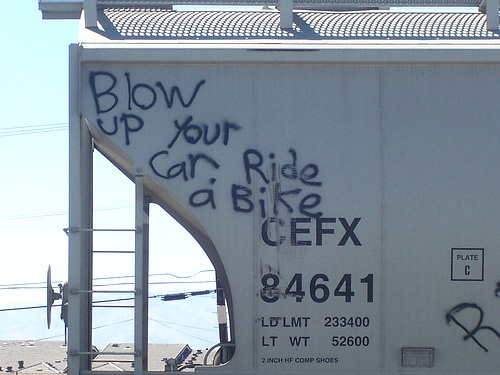 Blow
up Your
Car. Ride
a Bike
CEFX
84641
LD LMT 233400
LT WT 52600
2 INCH HF COMP SHOES
PLATE
C
R